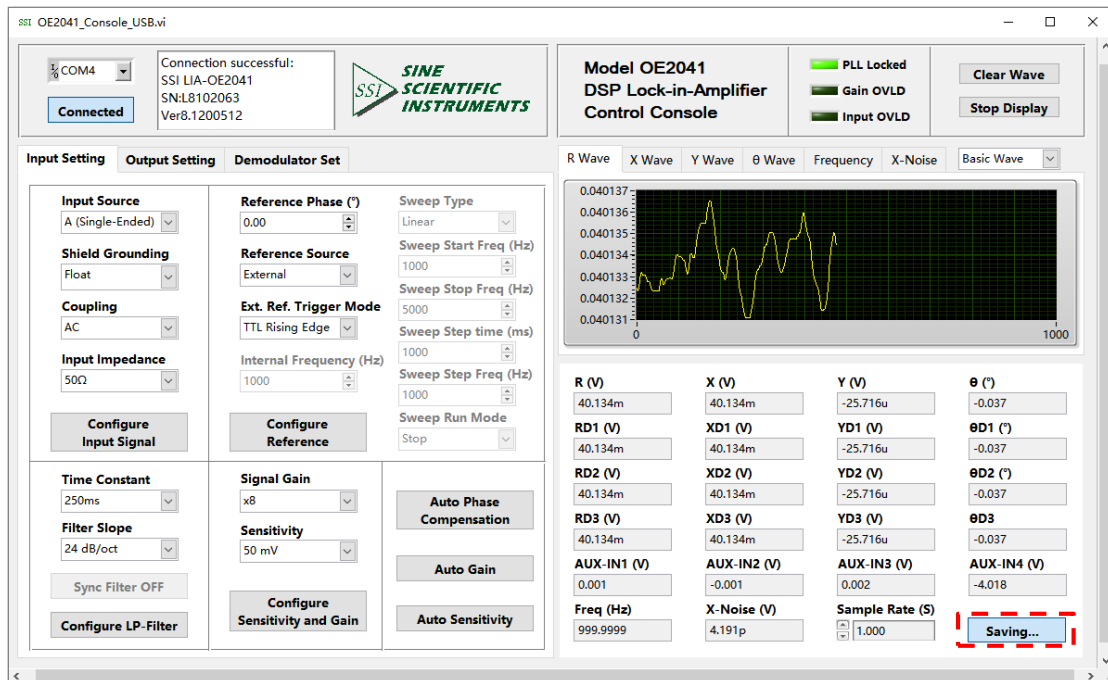 SSI OE2041_Console_USB.vi
I/O COM4
Connected
Connection successful:
SSI LIA-OE2041
SN:L8102063
Ver8.1200512
SSI
SINE
SCIENTIFIC
INSTRUMENTS
Model OE2041
DSP Lock-in-Amplifier
Control Console
PLL Locked
Gain OVLD
Input OVLD
Clear Wave
Stop Display
Input Setting
Output Setting
Demodulator Set
Input Source
A (Single-Ended)
Shield Grounding
Float
Coupling
AC
Input Impedance
50Ω
Configure
Input Signal
Reference Phase (°)
0.00
Reference Source
External
Ext. Ref. Trigger Mode
TTL Rising Edge
Internal Frequency (Hz)
1000
Configure
Reference
Sweep Type
Linear
Sweep Start Freq (Hz)
1000
Sweep Stop Freq (Hz)
5000
Sweep Step time (ms)
1000
Sweep Step Freq (Hz)
1000
Sweep Run Mode
Stop
Time Constant
250ms
Filter Slope
24 dB/oct
Sync Filter OFF
Configure LP-Filter
Signal Gain
x8
Sensitivity
50 mV
Configure
Sensitivity and Gain
Auto Phase
Compensation
Auto Gain
Auto Sensitivity
R Wave
X Wave
Y Wave
θ Wave
Frequency
X-Noise
Basic Wave
0.040137
0.040136
0.040135
0.040134
0.040133
0.040132
0.040131
0
1000
R (V) X (V) Y (V) θ (°)
40.134m 40.134m -25.716u -0.037
RD1 (V) XD1 (V) YD1 (V) θD1 (°)
40.134m 40.134m -25.716u -0.037
RD2 (V) XD2 (V) YD2 (V) θD2 (°)
40.134m 40.134m -25.716u -0.037
RD3 (V) XD3 (V) YD3 (V) θD3
40.134m 40.134m -25.716u -0.037
AUX-IN1 (V) AUX-IN2 (V) AUX-IN3 (V) AUX-IN4 (V)
0.001 -0.001 0.002 -4.018
Freq (Hz) X-Noise (V) Sample Rate (S)
999.9999 4.191p 1.000 Saving...